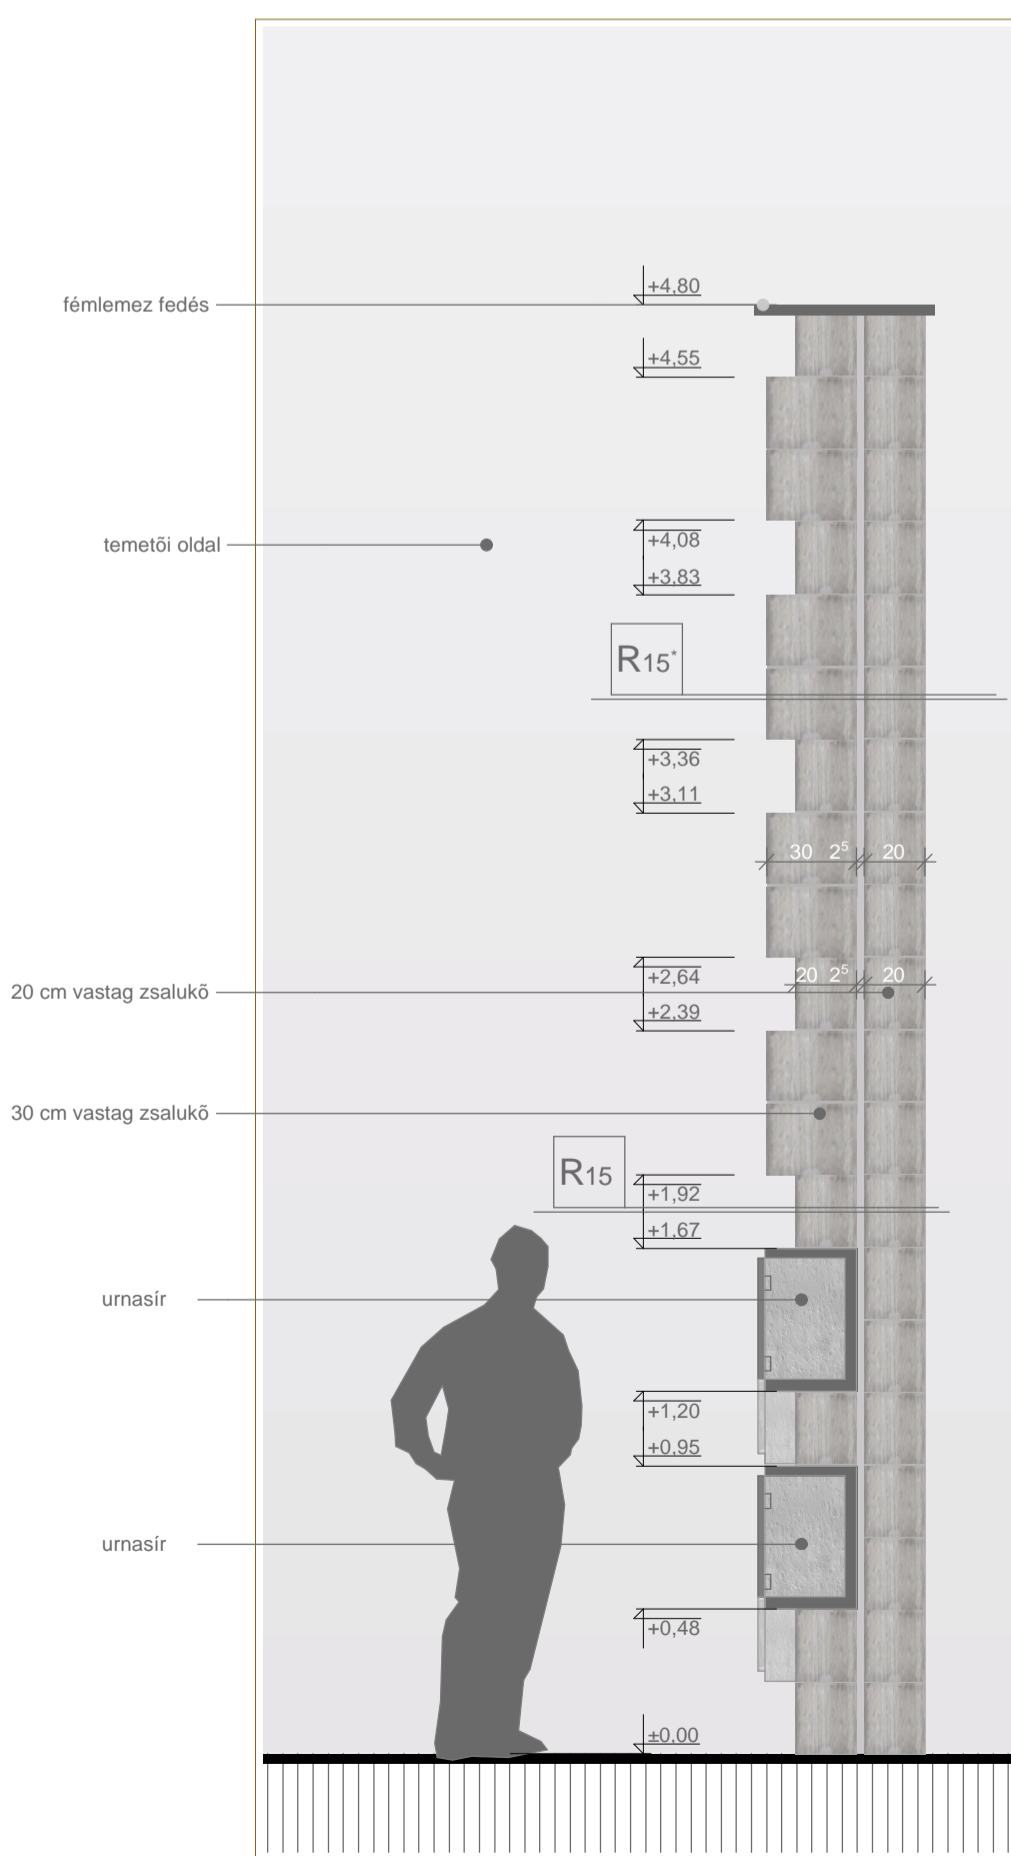 +4,80
fémlemez fedés
+4,55
temetõi oldal
+4,08
+3,83
R15*
+3,36
+3,11
30 2⁵ 20
20 2⁵ 20
+2,64
20 cm vastag zsalukõ
+2,39
30 cm vastag zsalukõ
R15
+1,92
+1,67
urnasír
+1,20
+0,95
urnasír
+0,48
±0,00